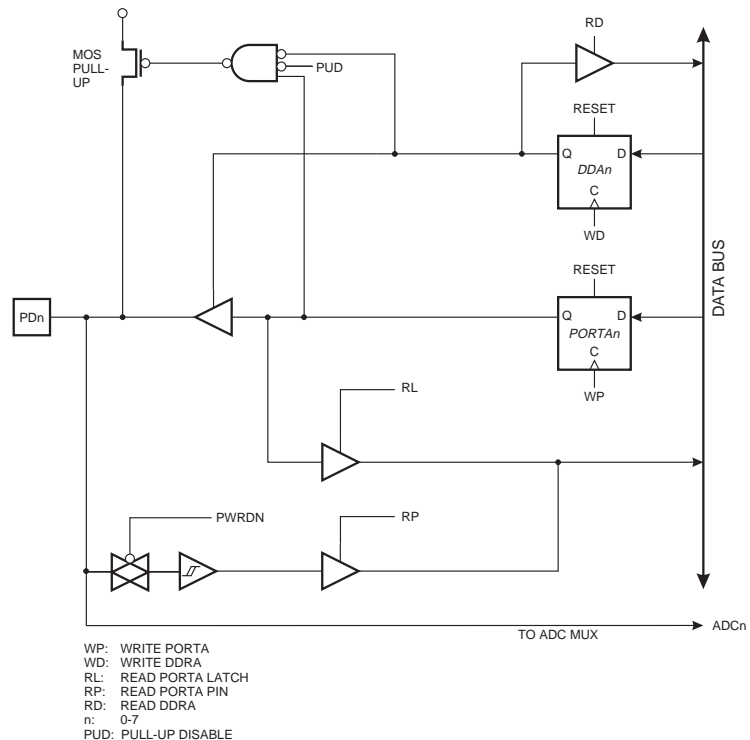 MOS
PULL-
UP
PUD
RD
RESET
Q
D
DDAn
C
WD
RESET
PDn
Q
D
PORTAn
C
WP
DATA BUS
RL
PWRDN
RP
TO ADC MUX
ADCn
WP: WRITE PORTA
WD: WRITE DDRA
RL: READ PORTA LATCH
RP: READ PORTA PIN
RD: READ DDRA
n: 0-7
PUD: PULL-UP DISABLE